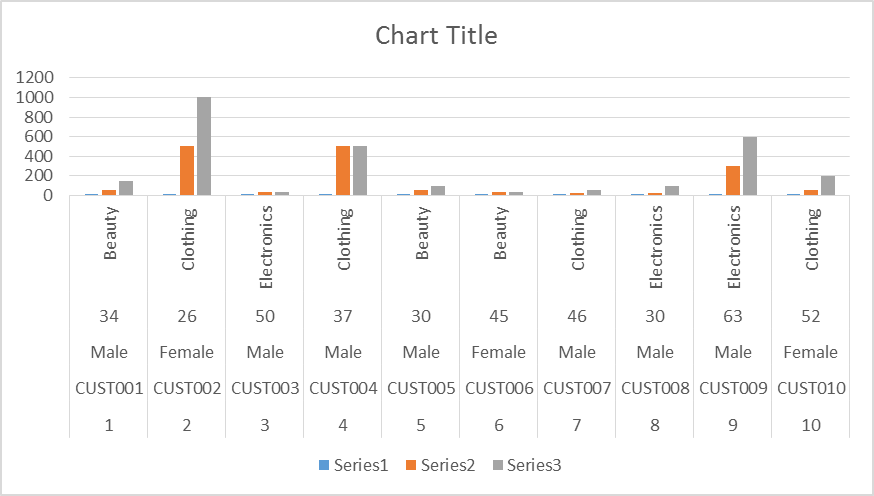 Chart Title
1200
1000
800
600
400
200
0
Beauty Clothing Electronics Clothing Beauty Beauty Clothing Electronics Electronics Clothing
34 26 50 37 30 45 46 30 63 52
Male Female Male Male Male Female Male Male Male Female
CUST001 CUST002 CUST003 CUST004 CUST005 CUST006 CUST007 CUST008 CUST009 CUST010
1 2 3 4 5 6 7 8 9 10
Series1 Series2 Series3